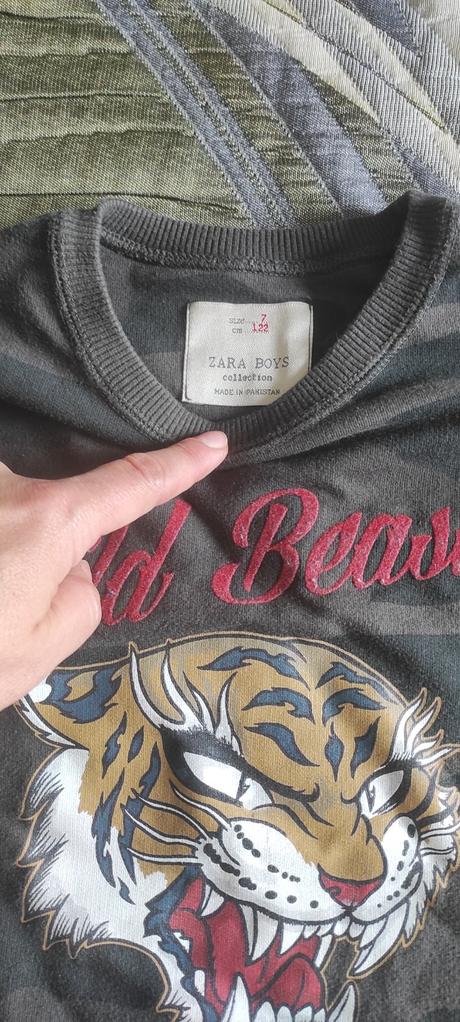 SIZE 7
CM 122
ZARA BOYS
collection
MADE IN PAKISTAN
ld Beas